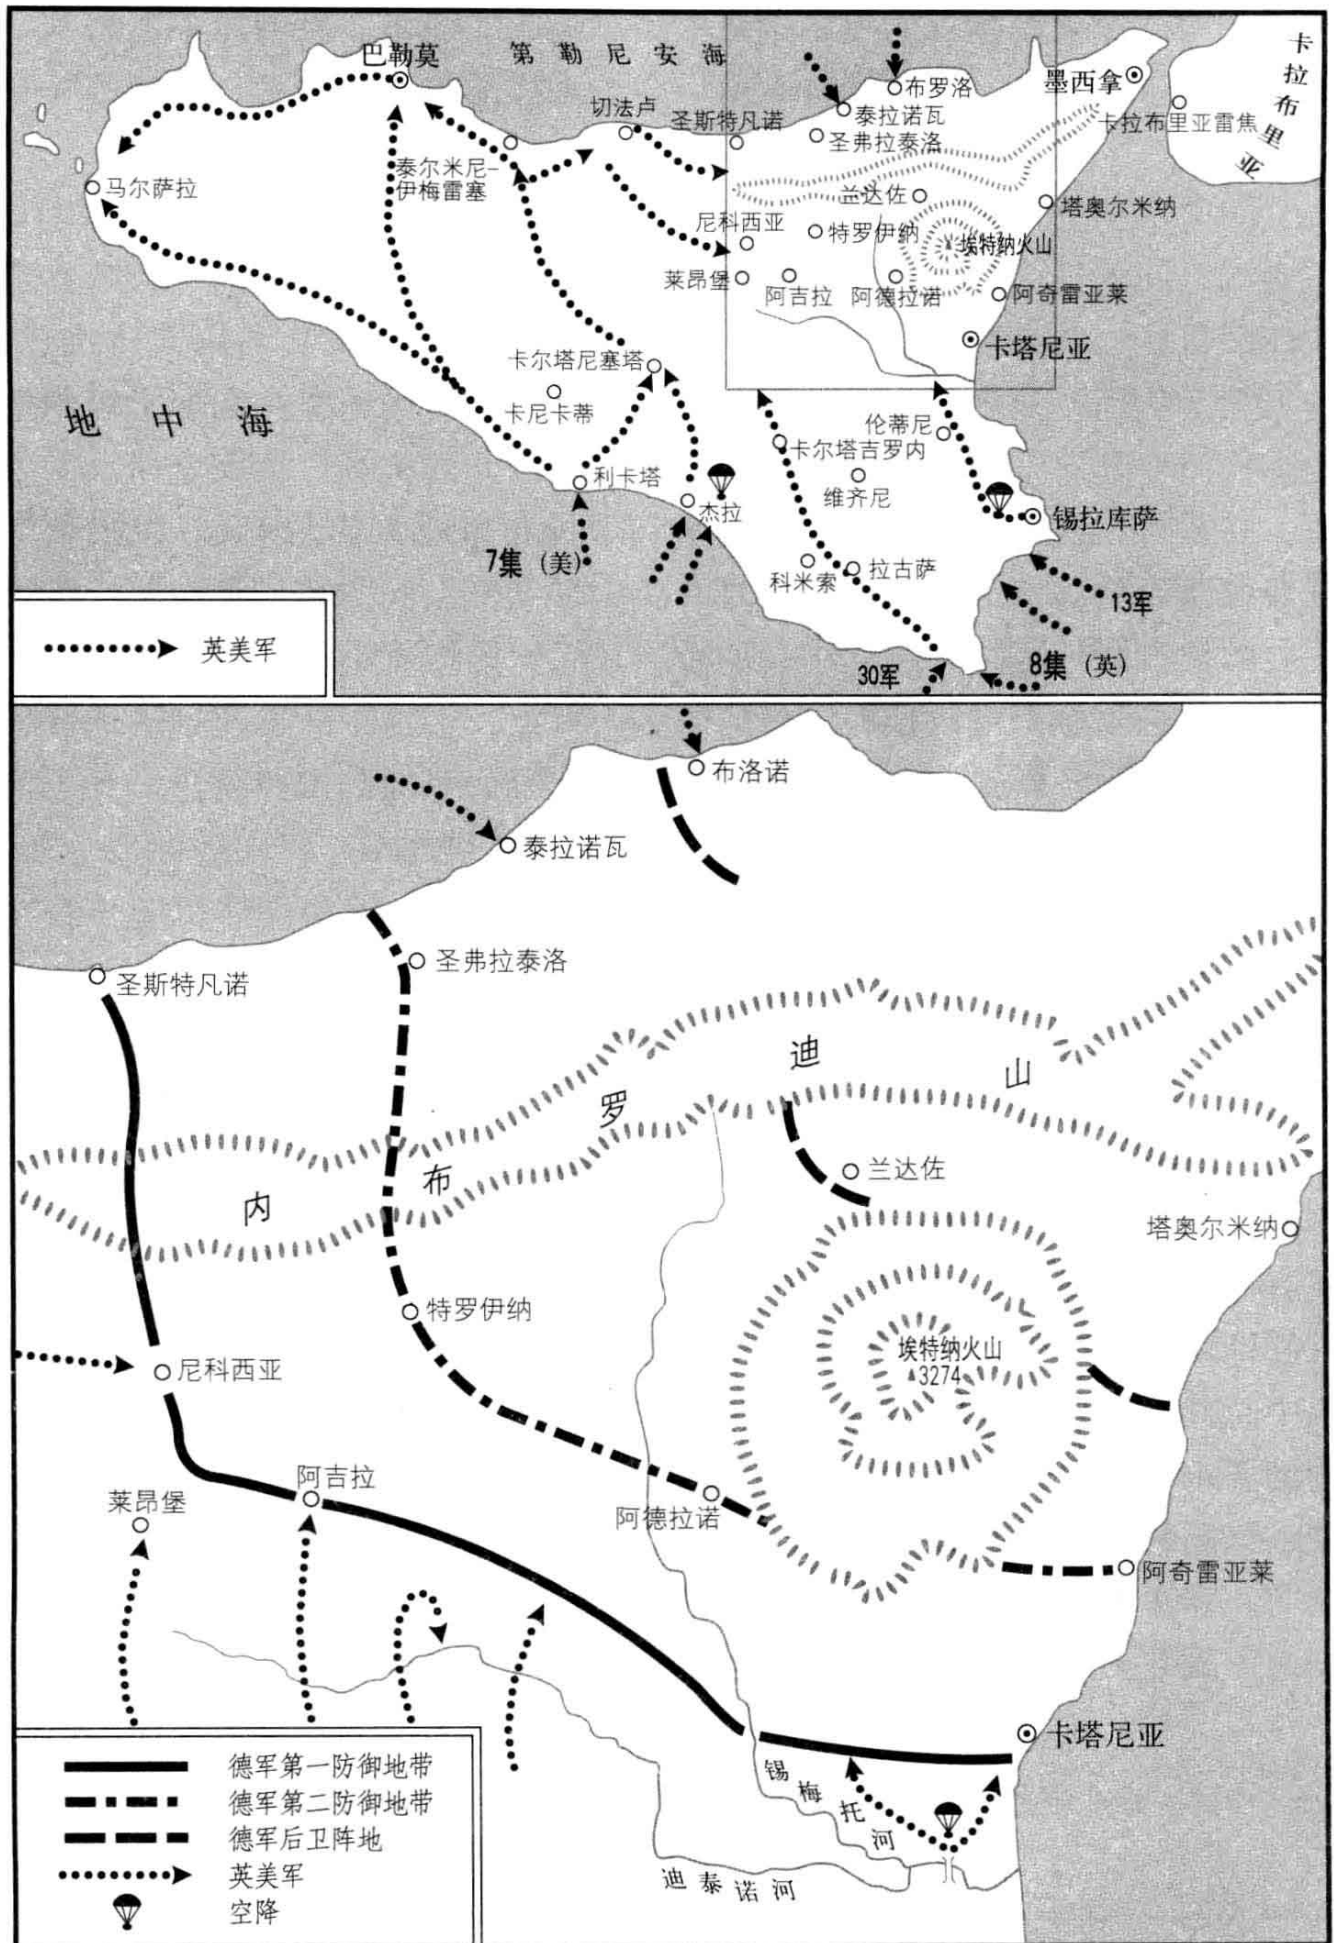 巴勒莫
第勒尼安海
布罗洛
墨西拿
卡拉布里亚
切法卢
圣斯特凡诺
泰拉诺瓦
卡拉布里亚雷焦
圣弗拉泰洛
泰尔米尼-
伊梅雷塞
马尔萨拉
兰达佐
塔奥尔米纳
尼科西亚
特罗伊纳
埃特纳火山
莱昂堡
阿吉拉
阿德拉诺
阿奇雷亚莱
卡塔尼亚
卡尔塔尼塞塔
卡尼卡蒂
地中海
伦蒂尼
卡尔塔吉罗内
利卡塔
维齐尼
杰拉
锡拉库萨
7集（美）
科米索
拉古萨
13军
英美军
30军
8集（英）
布洛诺
泰拉诺瓦
圣弗拉泰洛
圣斯特凡诺
内布罗迪山
兰达佐
塔奥尔米纳
特罗伊纳
埃特纳火山
3274
尼科西亚
阿吉拉
莱昂堡
阿德拉诺
阿奇雷亚莱
卡塔尼亚
锡梅托河
迪泰诺河
德军第一防御地带
德军第二防御地带
德军后卫阵地
英美军
空降